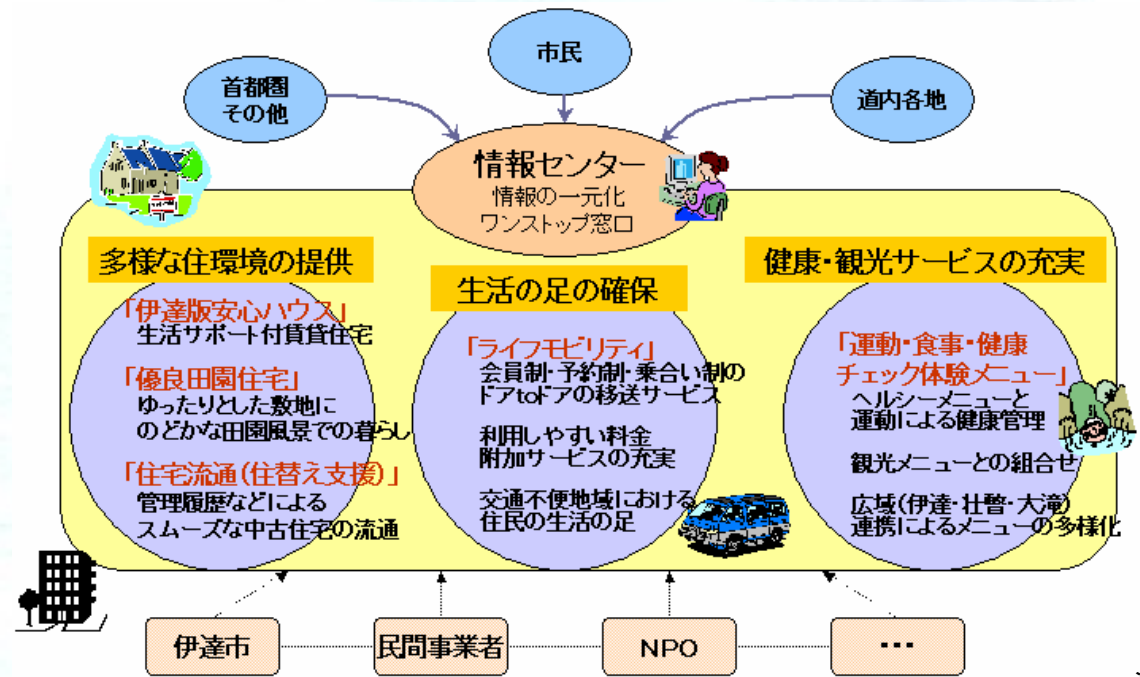 市民
首都圏
その他
道内各地
情報センター
情報の一元化
ワンストップ窓口
多様な住環境の提供
「伊達版安心ハウス」
生活サポート付賃貸住宅
「優良田園住宅」
ゆったりとした敷地に
のどかな田園風景での暮らし
「住宅流通(住替え支援)」
管理履歴などによる
スムーズな中古住宅の流通
生活の足の確保
「ライフモビリティ」
会員制・予約制・乗合い制の
ドアtoドアの移送サービス
利用しやすい料金
附加サービスの充実
交通不便地域における
住民の生活の足
健康・観光サービスの充実
「運動・食事・健康
チェック体験メニュー」
ヘルシーメニューと
運動による健康管理
観光メニューとの組合せ
広域(伊達・壮瞥・大滝)
連携によるメニューの多様化
伊達市
民間事業者
NPO
・・・